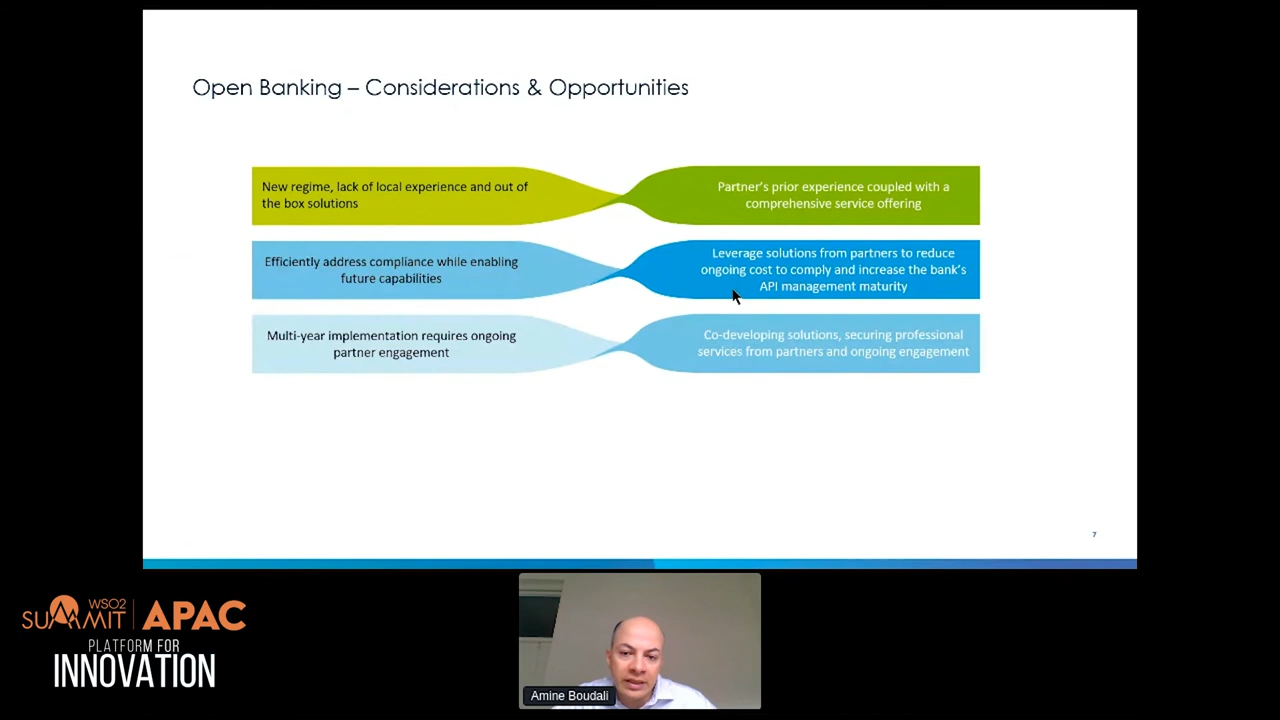 Open Banking – Considerations & Opportunities
New regime, lack of local experience and out of
the box solutions
Partner's prior experience coupled with a
comprehensive service offering
Efficiently address compliance while enabling
future capabilities
Leverage solutions from partners to reduce
ongoing cost to comply and increase the bank's
API management maturity
Multi-year implementation requires ongoing
partner engagement
Co-developing solutions, securing professional
services from partners and ongoing engagement
7
WSO2
SUMMIT
APAC
PLATFORM FOR
INNOVATION
Amine Boudali